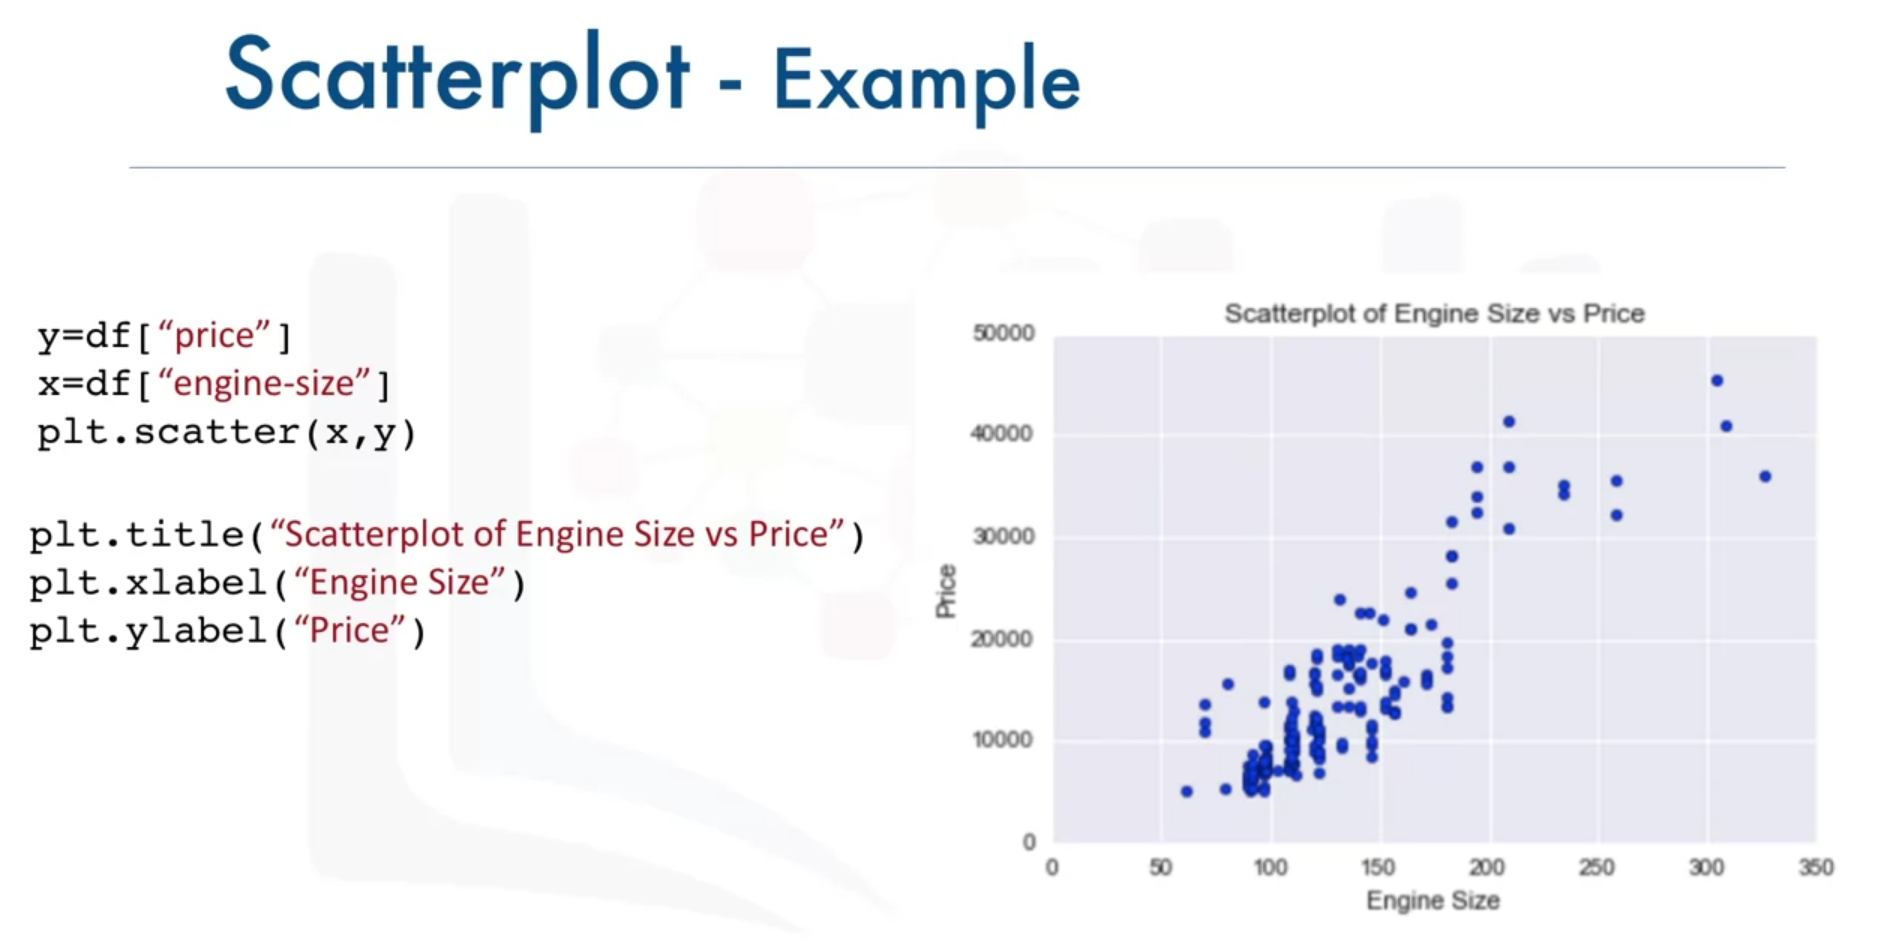 Scatterplot - Example
y=df[“price”]
x=df[“engine-size”]
plt.scatter(x,y)
plt.title(“Scatterplot of Engine Size vs Price”)
plt.xlabel(“Engine Size”)
plt.ylabel(“Price”)
Scatterplot of Engine Size vs Price
50000
40000
30000
20000
10000
0
Price
0 50 100 150 200 250 300 350
Engine Size